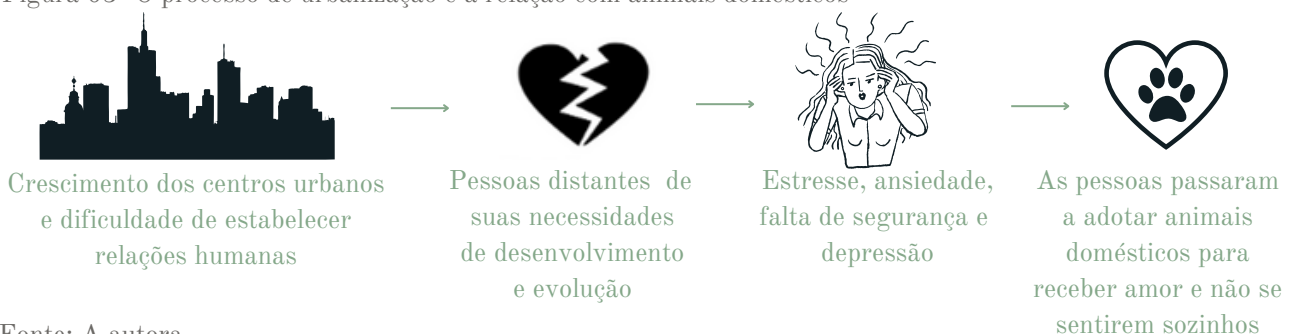 Figura 03- O processo de urbanização e a relação com animais domésticos
Crescimento dos centros urbanos
e dificuldade de estabelecer
relações humanas
Pessoas distantes de
suas necessidades
de desenvolvimento
e evolução
Estresse, ansiedade,
falta de segurança e
depressão
As pessoas passaram
a adotar animais
domésticos para
receber amor e não se
sentirem sozinhos
Fonte: A autora